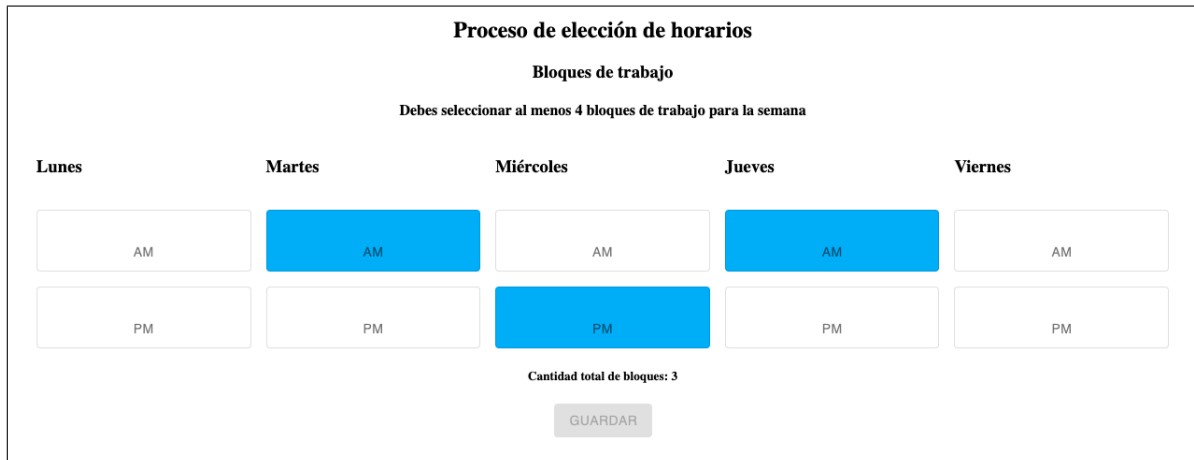 Proceso de elección de horarios
Bloques de trabajo
Debes seleccionar al menos 4 bloques de trabajo para la semana
Lunes Martes Miércoles Jueves Viernes
AM AM AM AM AM
PM PM PM PM PM
Cantidad total de bloques: 3
GUARDAR